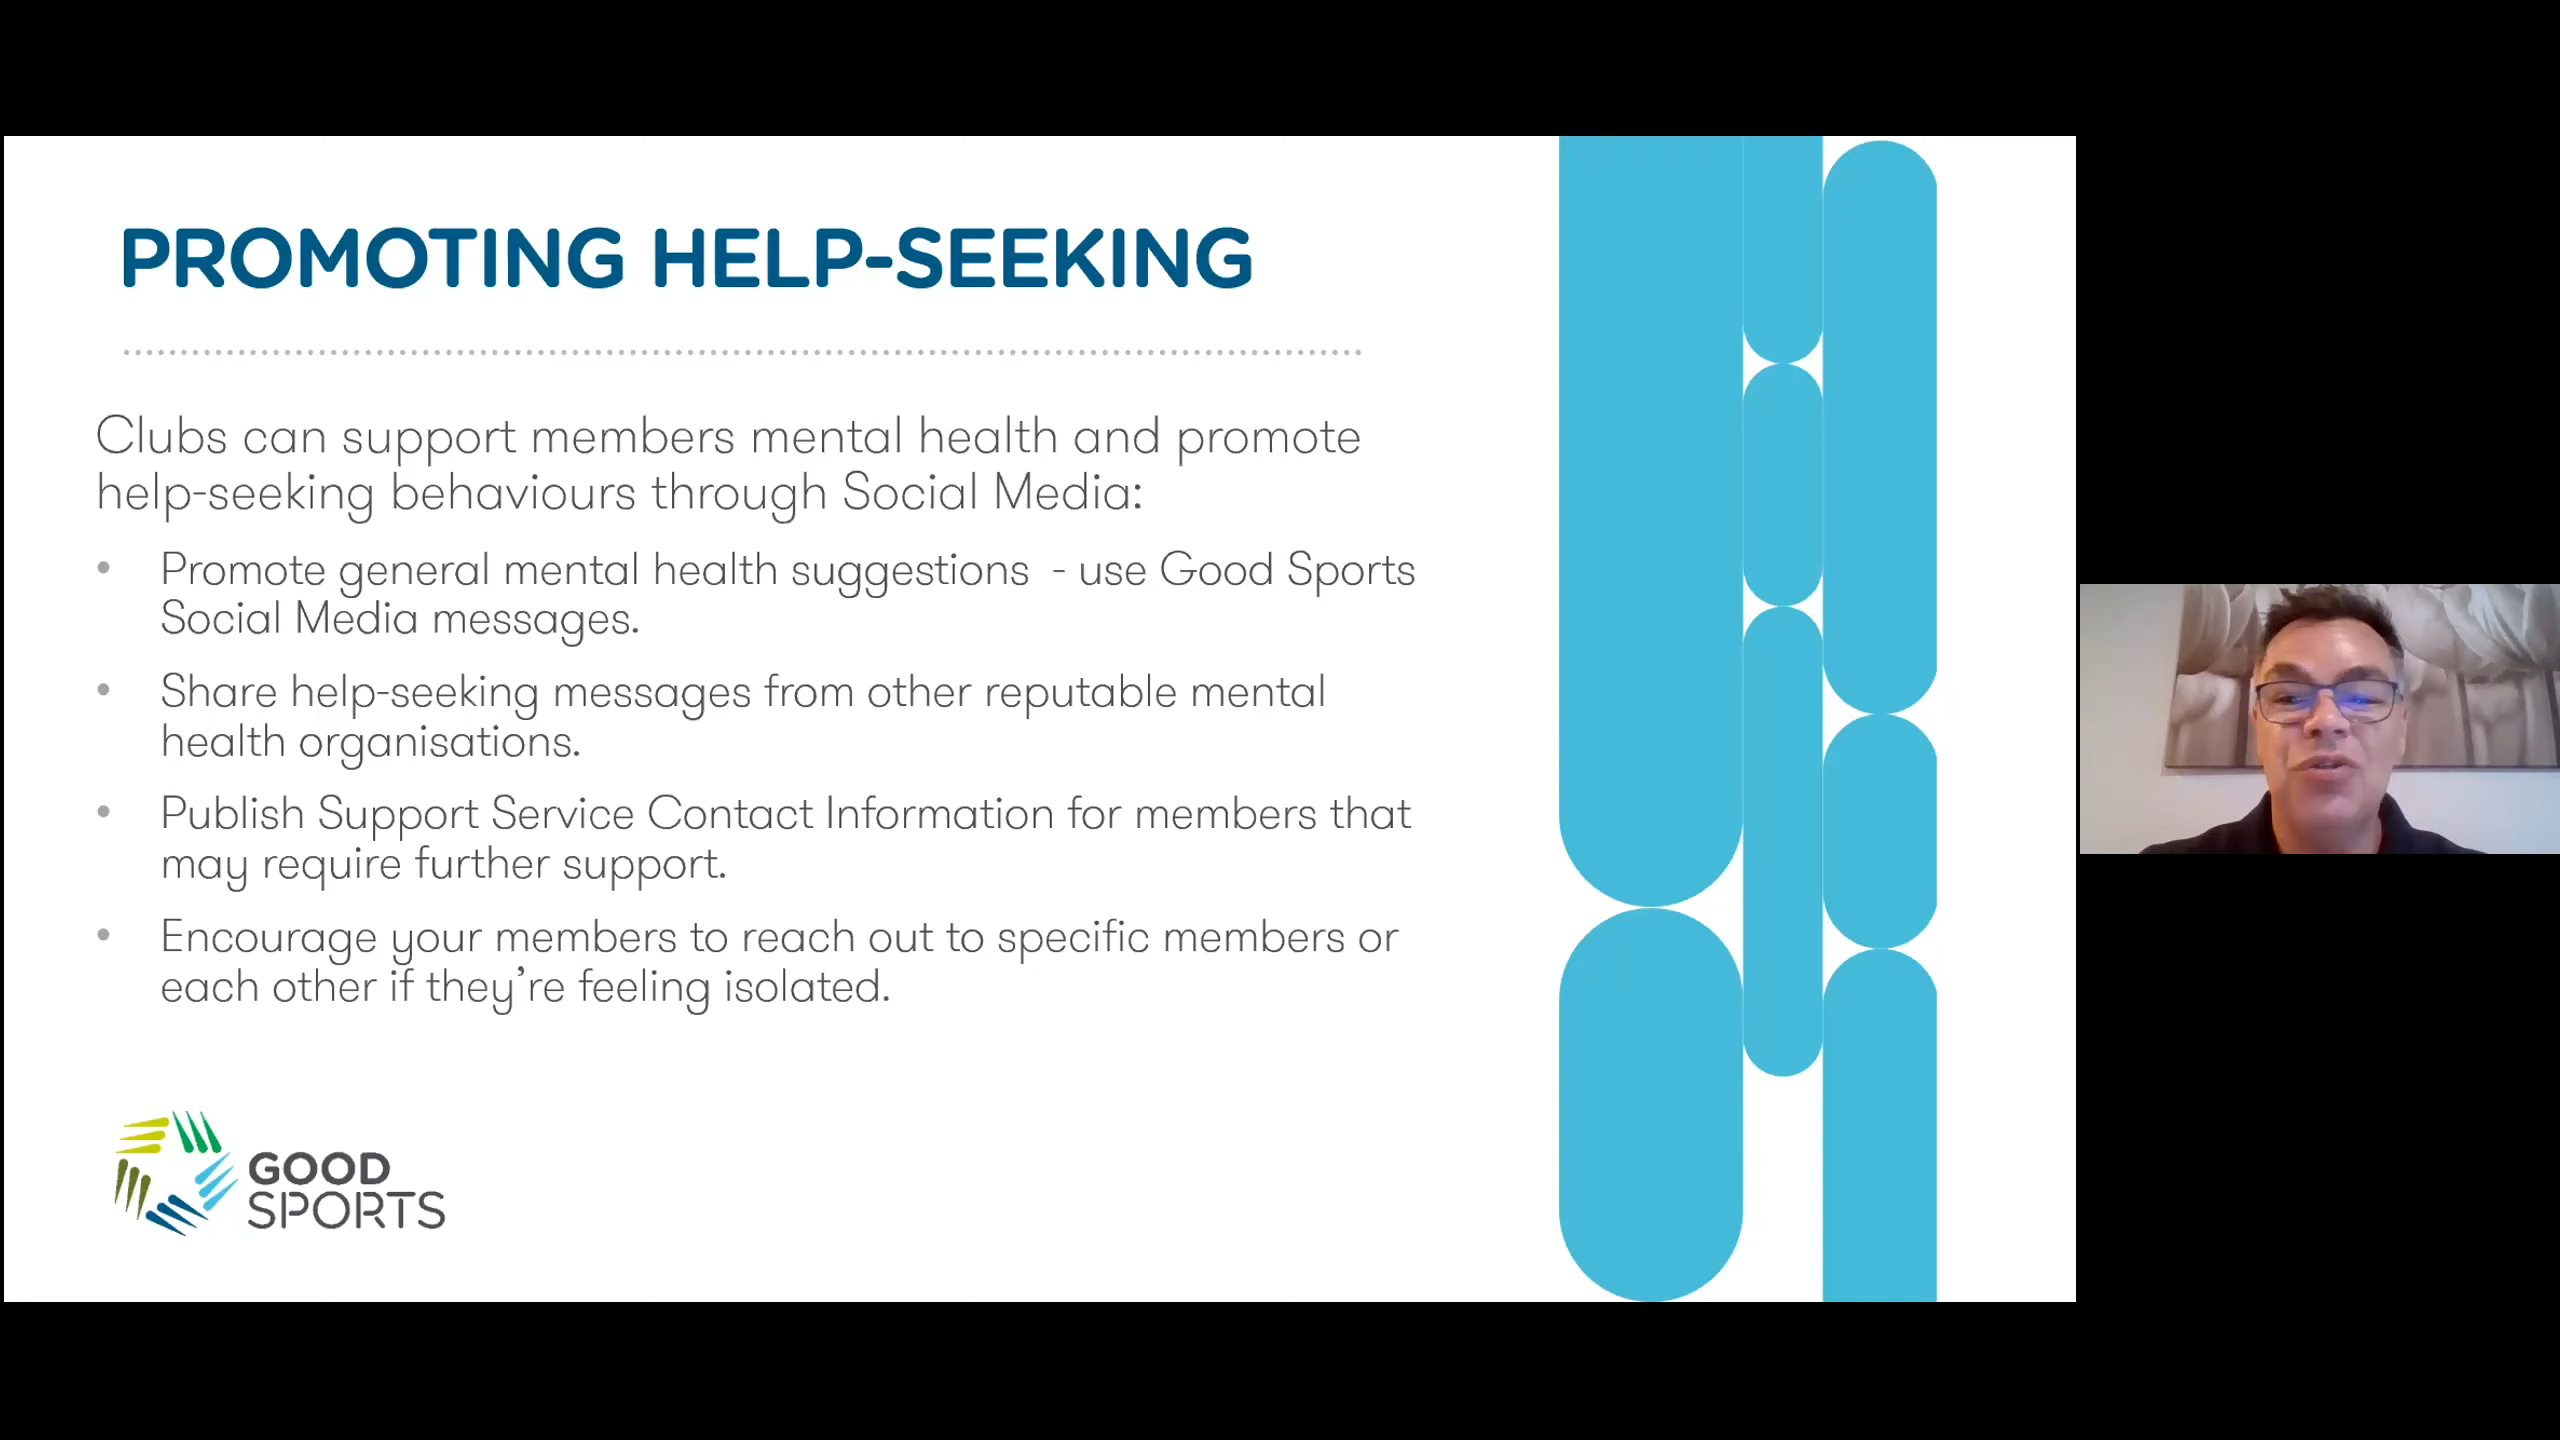 PROMOTING HELP-SEEKING
Clubs can support members mental health and promote
help-seeking behaviours through Social Media:
• Promote general mental health suggestions  - use Good Sports
Social Media messages.
• Share help-seeking messages from other reputable mental
health organisations.
• Publish Support Service Contact Information for members that
may require further support.
• Encourage your members to reach out to specific members or
each other if they’re feeling isolated.
GOOD
SPORTS